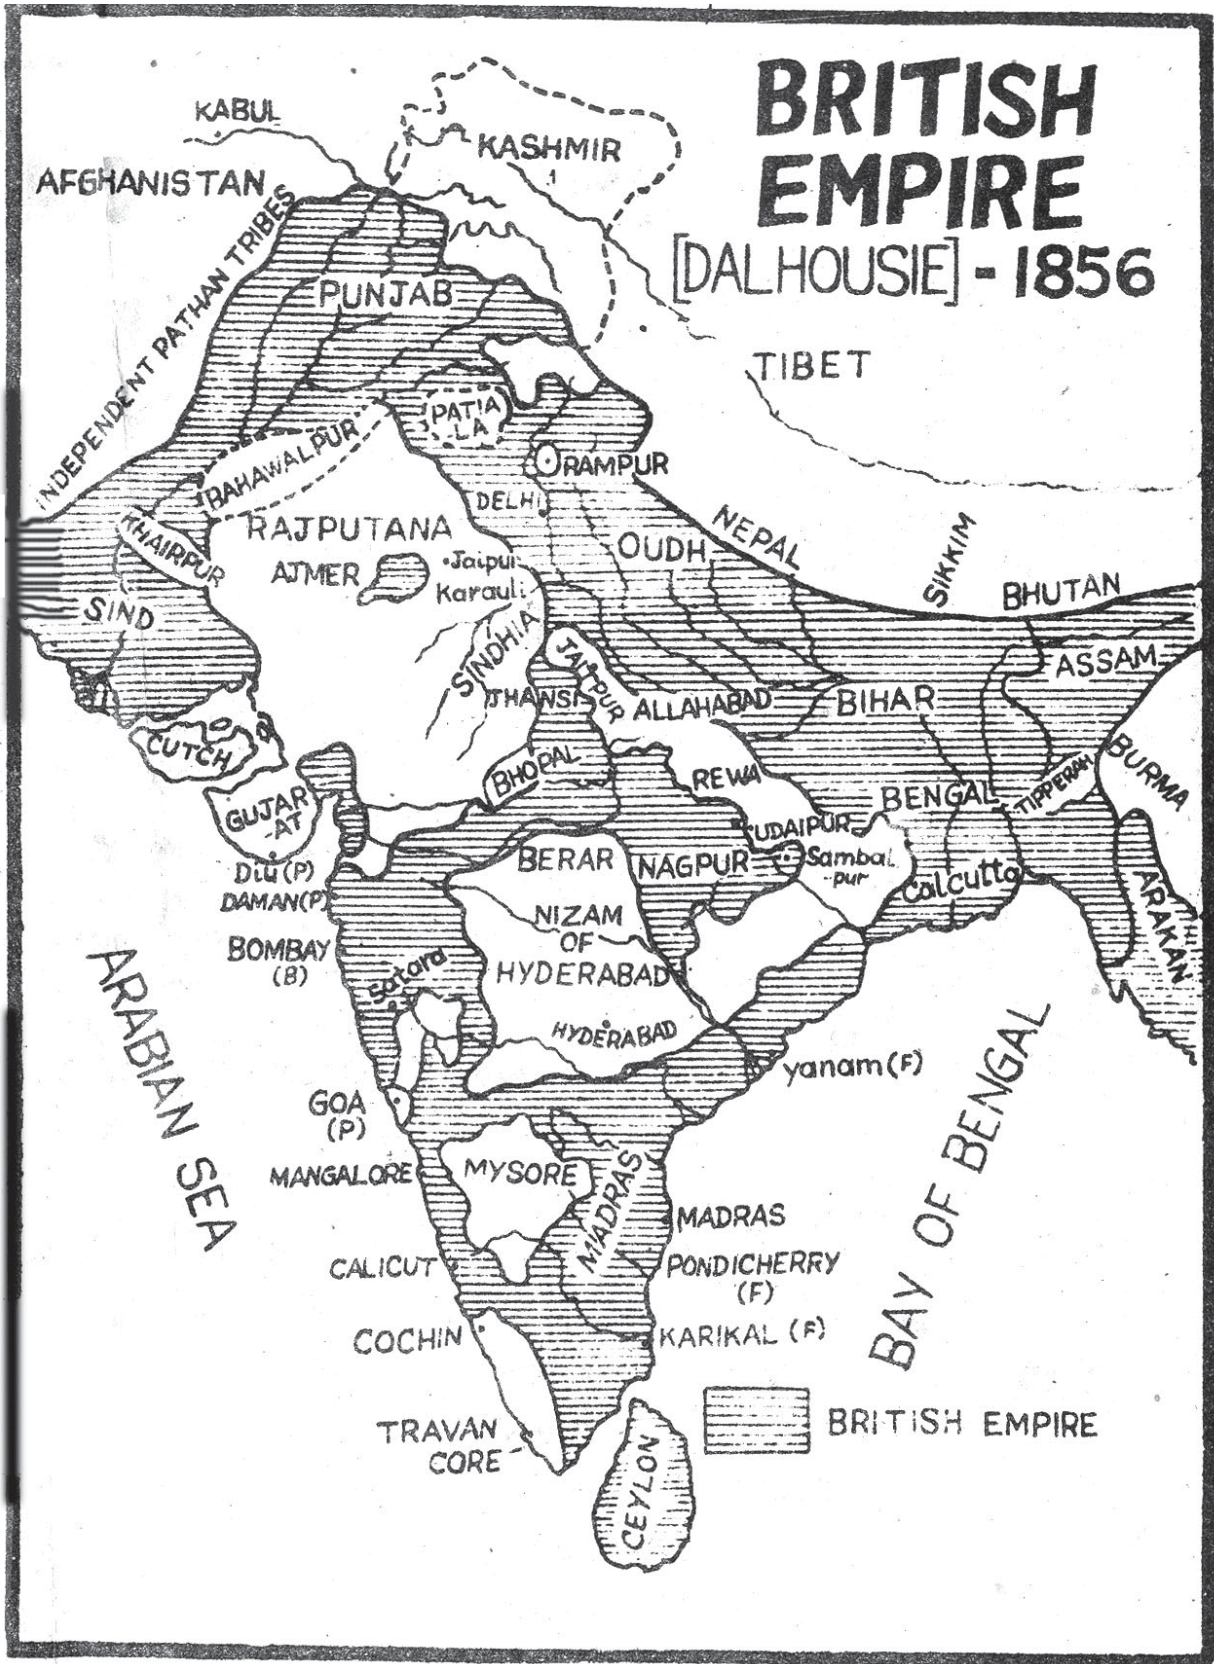 BRITISH
EMPIRE
[DALHOUSIE] - 1856
KABUL
KASHMIR
AFGHANISTAN
INDEPENDENT PATHAN TRIBES
PUNJAB
TIBET
PATIA
-LA
BAHAWALPUR
RAMPUR
DELHI
RAJPUTANA
KHAIRPUR
OUDH
NEPAL
SIKKIM
BHUTAN
AJMER
Jaipur
Karauli
SIND
SINDHIA
ASSAM
JAITPUR
JHANSI
ALLAHABAD
BIHAR
CUTCH
BHOPAL
REWA
BURMA
TIPPERAH
BENGAL
GUJAR
-AT
UDAIPUR
Diu (P)
BERAR
NAGPUR
Sambal
-pur
Calcutta
DAMAN (P)
NIZAM
OF
HYDERABAD
ARAKAN
BOMBAY
(B)
Satara
HYDERABAD
ARABIAN SEA
yanam (F)
GOA
(P)
BAY OF BENGAL
MANGALORE
MYSORE
MADRAS
MADRAS
CALICUT
PONDICHERRY
(F)
COCHIN
KARIKAL (F)
BRITISH EMPIRE
TRAVAN
CORE
CEYLON